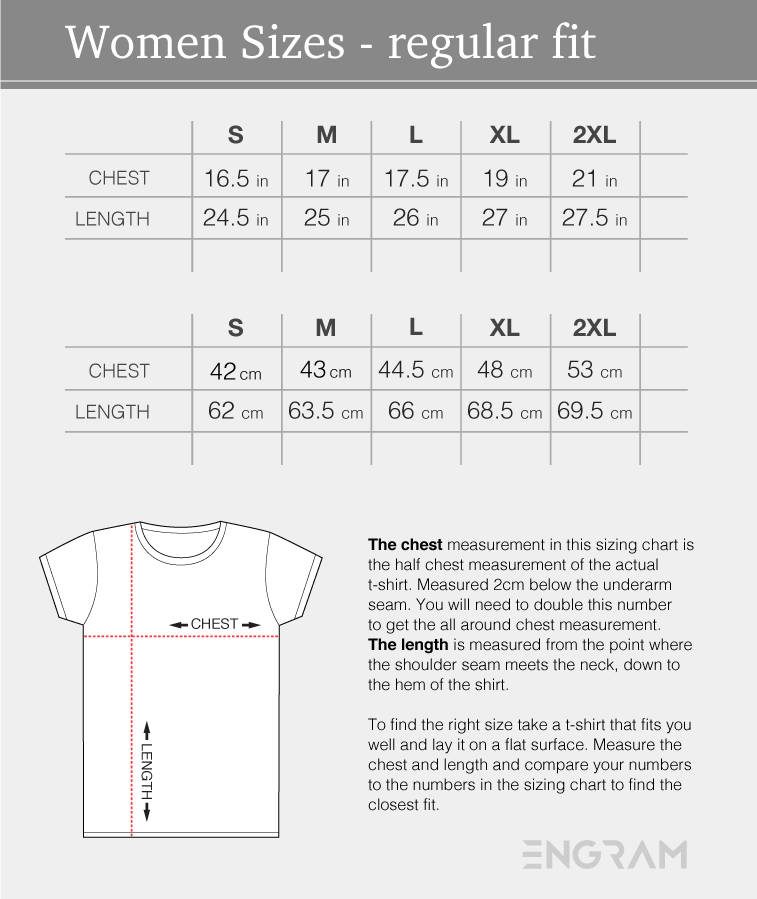 Women Sizes - regular fit
S M L XL 2XL
CHEST 16.5 in 17 in 17.5 in 19 in 21 in
LENGTH 24.5 in 25 in 26 in 27 in 27.5 in
S M L XL 2XL
CHEST 42 cm 43 cm 44.5 cm 48 cm 53 cm
LENGTH 62 cm 63.5 cm 66 cm 68.5 cm 69.5 cm
CHEST
LENGTH
The chest measurement in this sizing chart is
the half chest measurement of the actual
t-shirt. Measured 2cm below the underarm
seam. You will need to double this number
to get the all around chest measurement.
The length is measured from the point where
the shoulder seam meets the neck, down to
the hem of the shirt.
To find the right size take a t-shirt that fits you
well and lay it on a flat surface. Measure the
chest and length and compare your numbers
to the numbers in the sizing chart to find the
closest fit.
ENGRAM